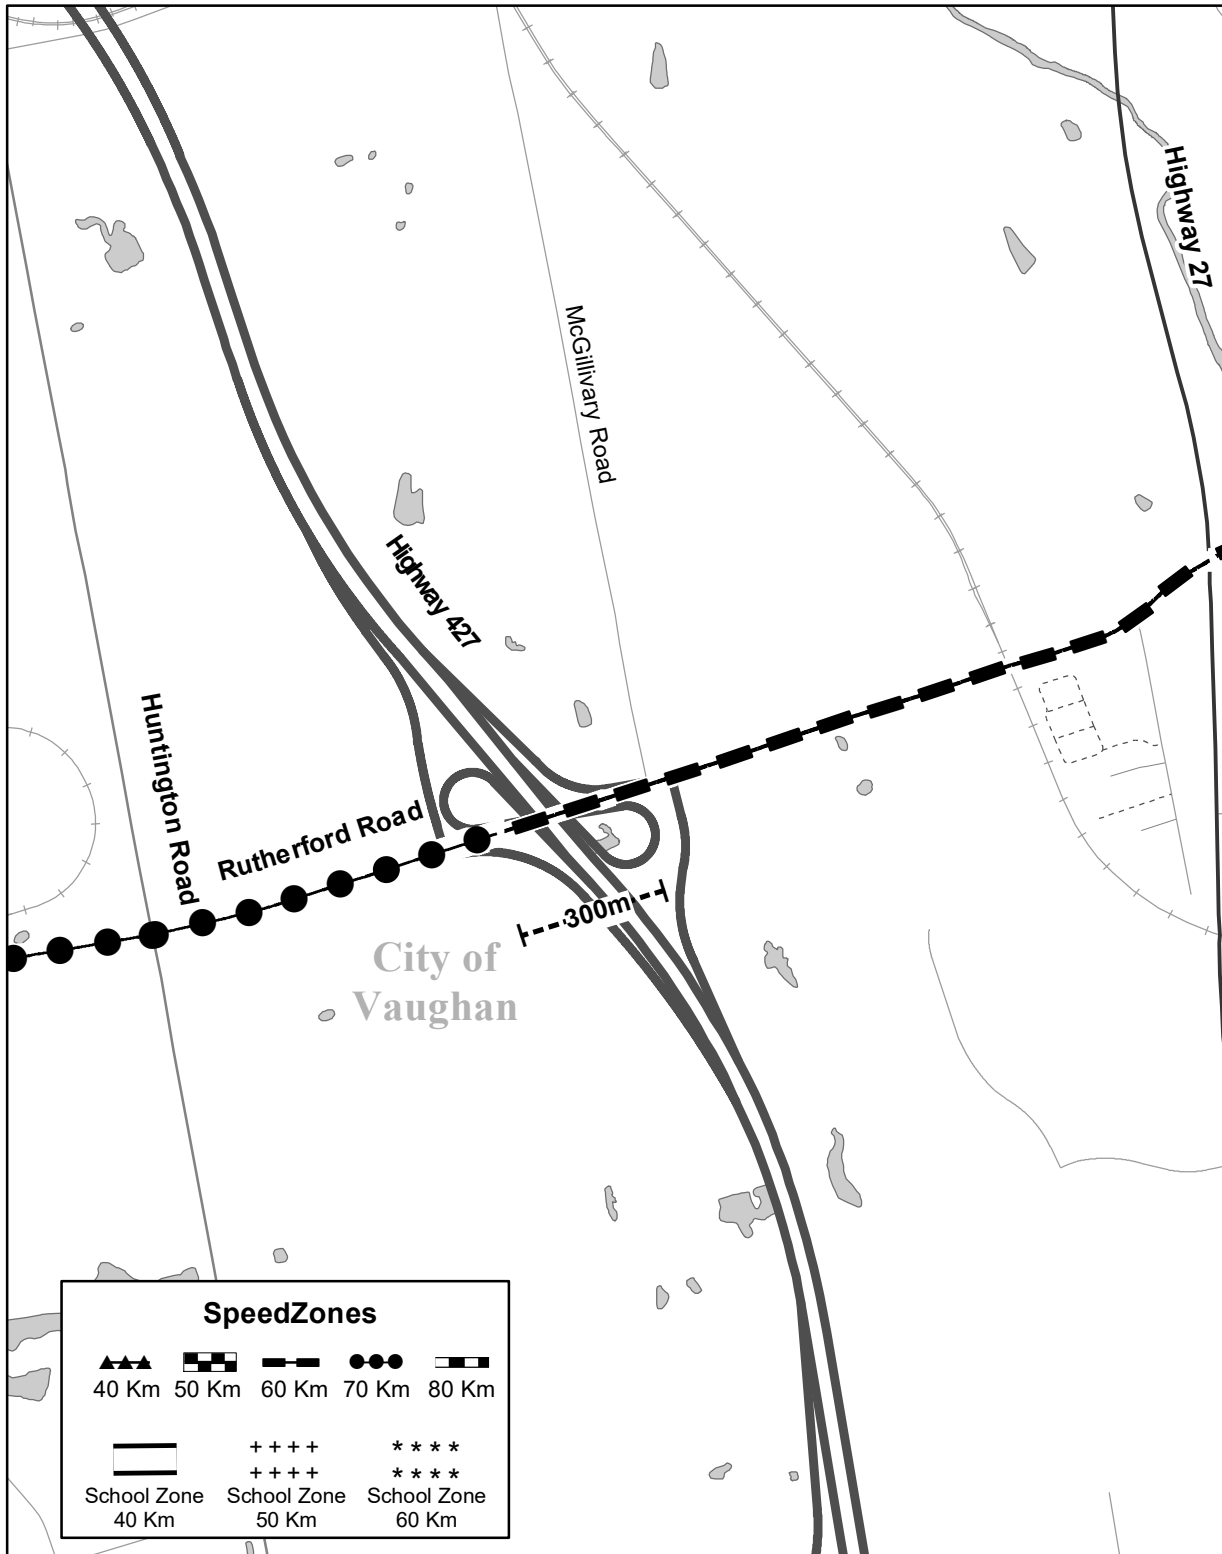 Highway 27
McGillivary Road
Highway 427
Huntington Road
Rutherford Road
300m
City of
Vaughan
SpeedZones
40 Km 50 Km 60 Km 70 Km 80 Km
+ + + + * * * *
+ + + + * * * *
School Zone School Zone School Zone
40 Km 50 Km 60 Km